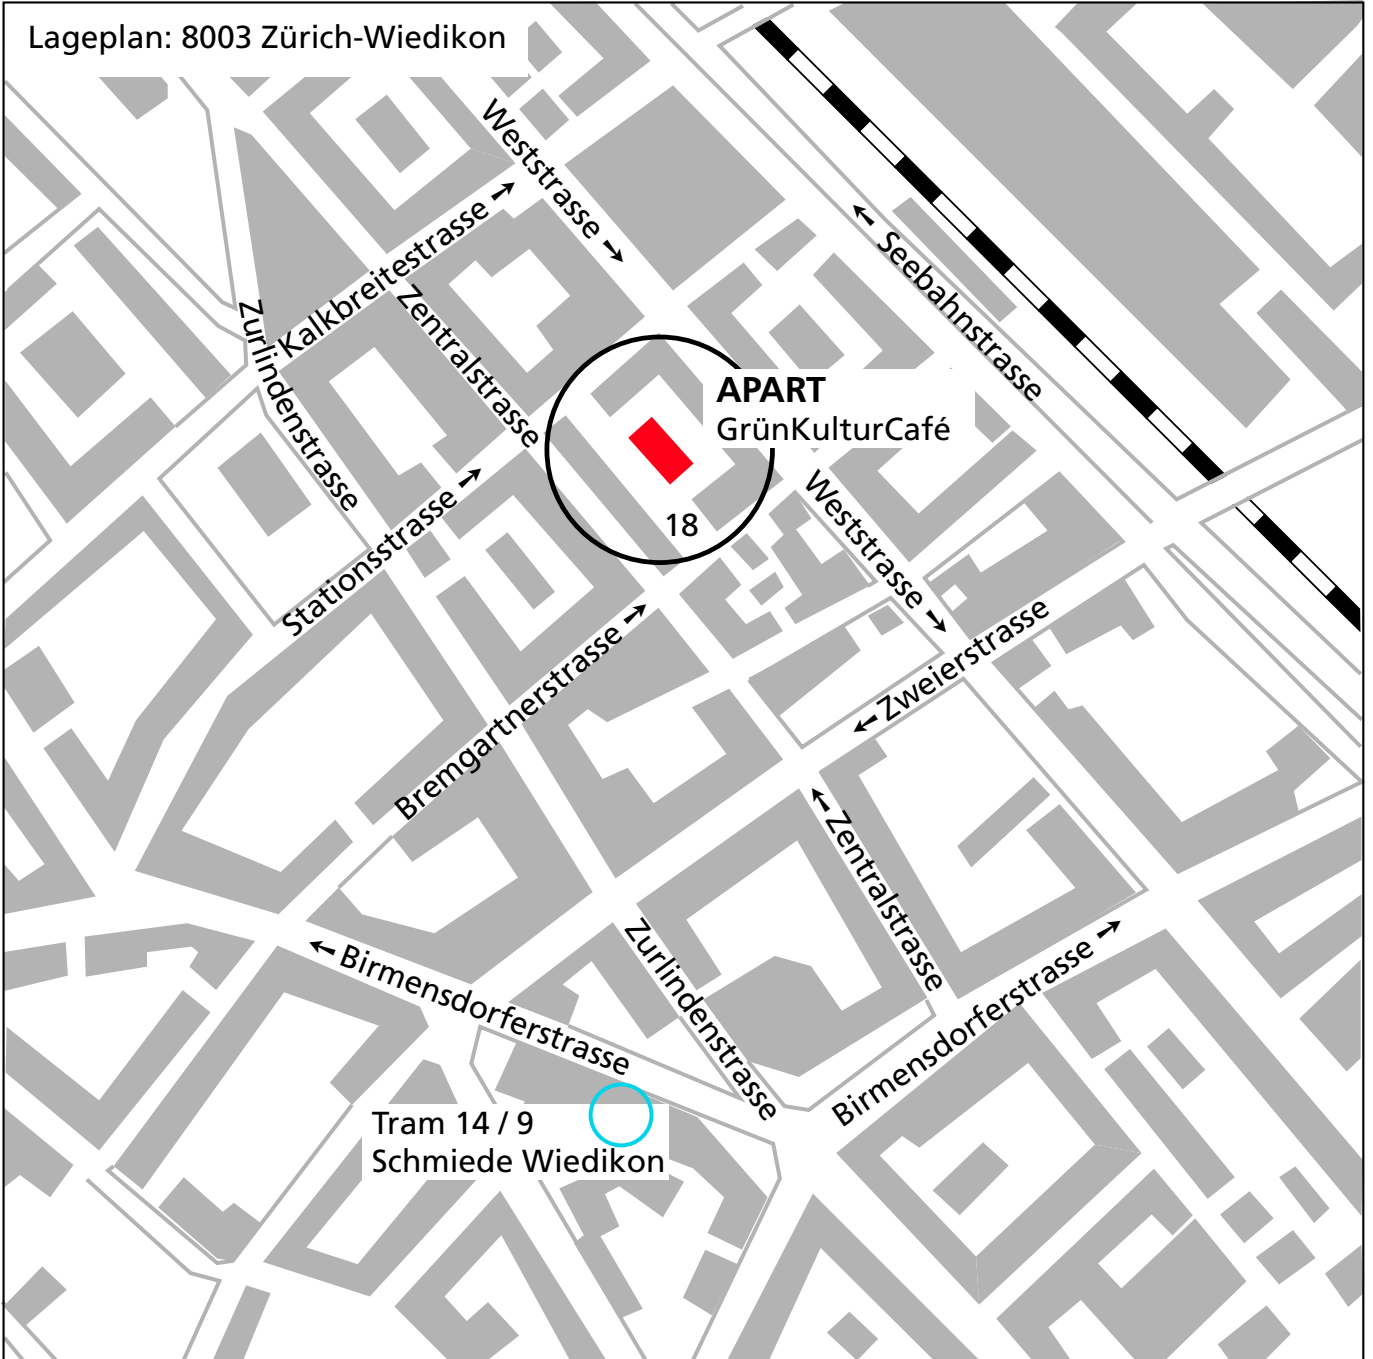 Lageplan: 8003 Zürich-Wiedikon
Weststrasse
Kalkbreitestrasse
Seebahnstrasse
Zurlindenstrasse
Zentralstrasse
APART
GrünKulturCafé
18
Weststrasse
Stationsstrasse
Bremgartnerstrasse
Zweierstrasse
Zentralstrasse
Zurlindenstrasse
Birmensdorferstrasse
Birmensdorferstrasse
Tram 14 / 9
Schmiede Wiedikon